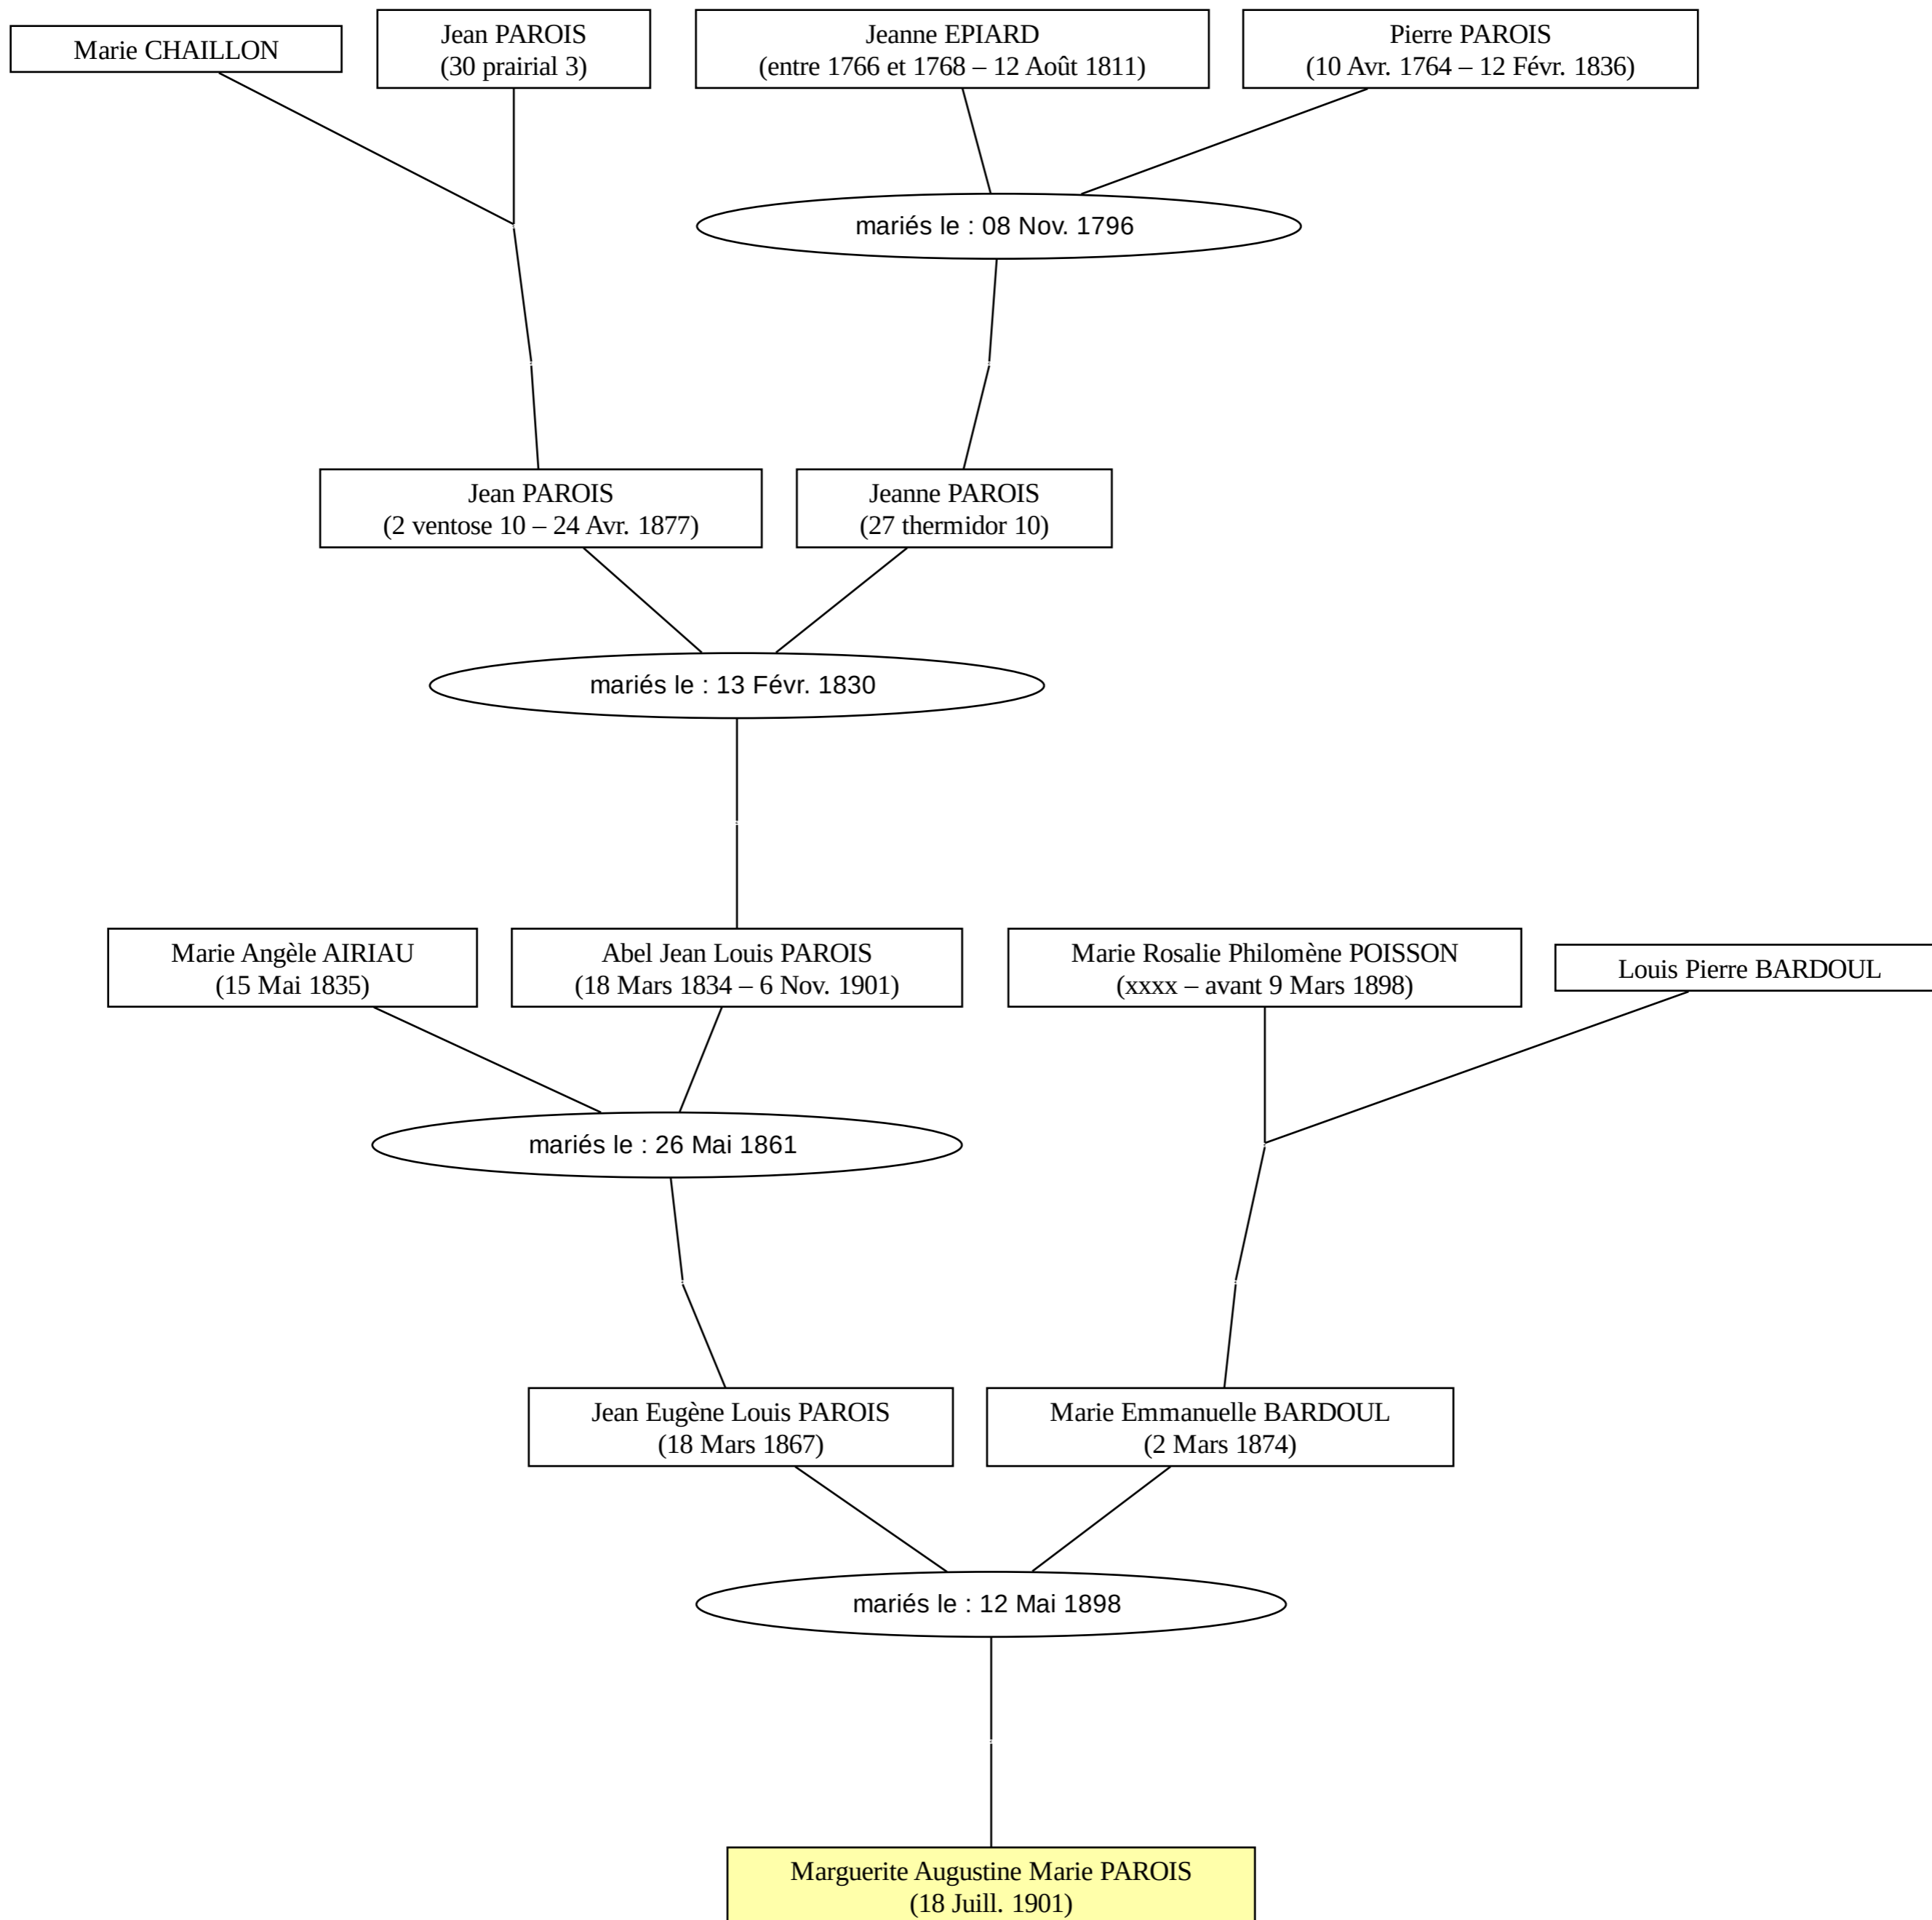 Marie CHAILLON
Jean PAROIS
(30 prairial 3)
Jeanne EPIARD
(entre 1766 et 1768 – 12 Août 1811)
Pierre PAROIS
(10 Avr. 1764 – 12 Févr. 1836)
mariés le : 08 Nov. 1796
Jean PAROIS
(2 ventose 10 – 24 Avr. 1877)
Jeanne PAROIS
(27 thermidor 10)
mariés le : 13 Févr. 1830
Marie Angèle AIRIAU
(15 Mai 1835)
Abel Jean Louis PAROIS
(18 Mars 1834 – 6 Nov. 1901)
Marie Rosalie Philomène POISSON
(xxxx – avant 9 Mars 1898)
Louis Pierre BARDOUL
mariés le : 26 Mai 1861
Jean Eugène Louis PAROIS
(18 Mars 1867)
Marie Emmanuelle BARDOUL
(2 Mars 1874)
mariés le : 12 Mai 1898
Marguerite Augustine Marie PAROIS
(18 Juill. 1901)